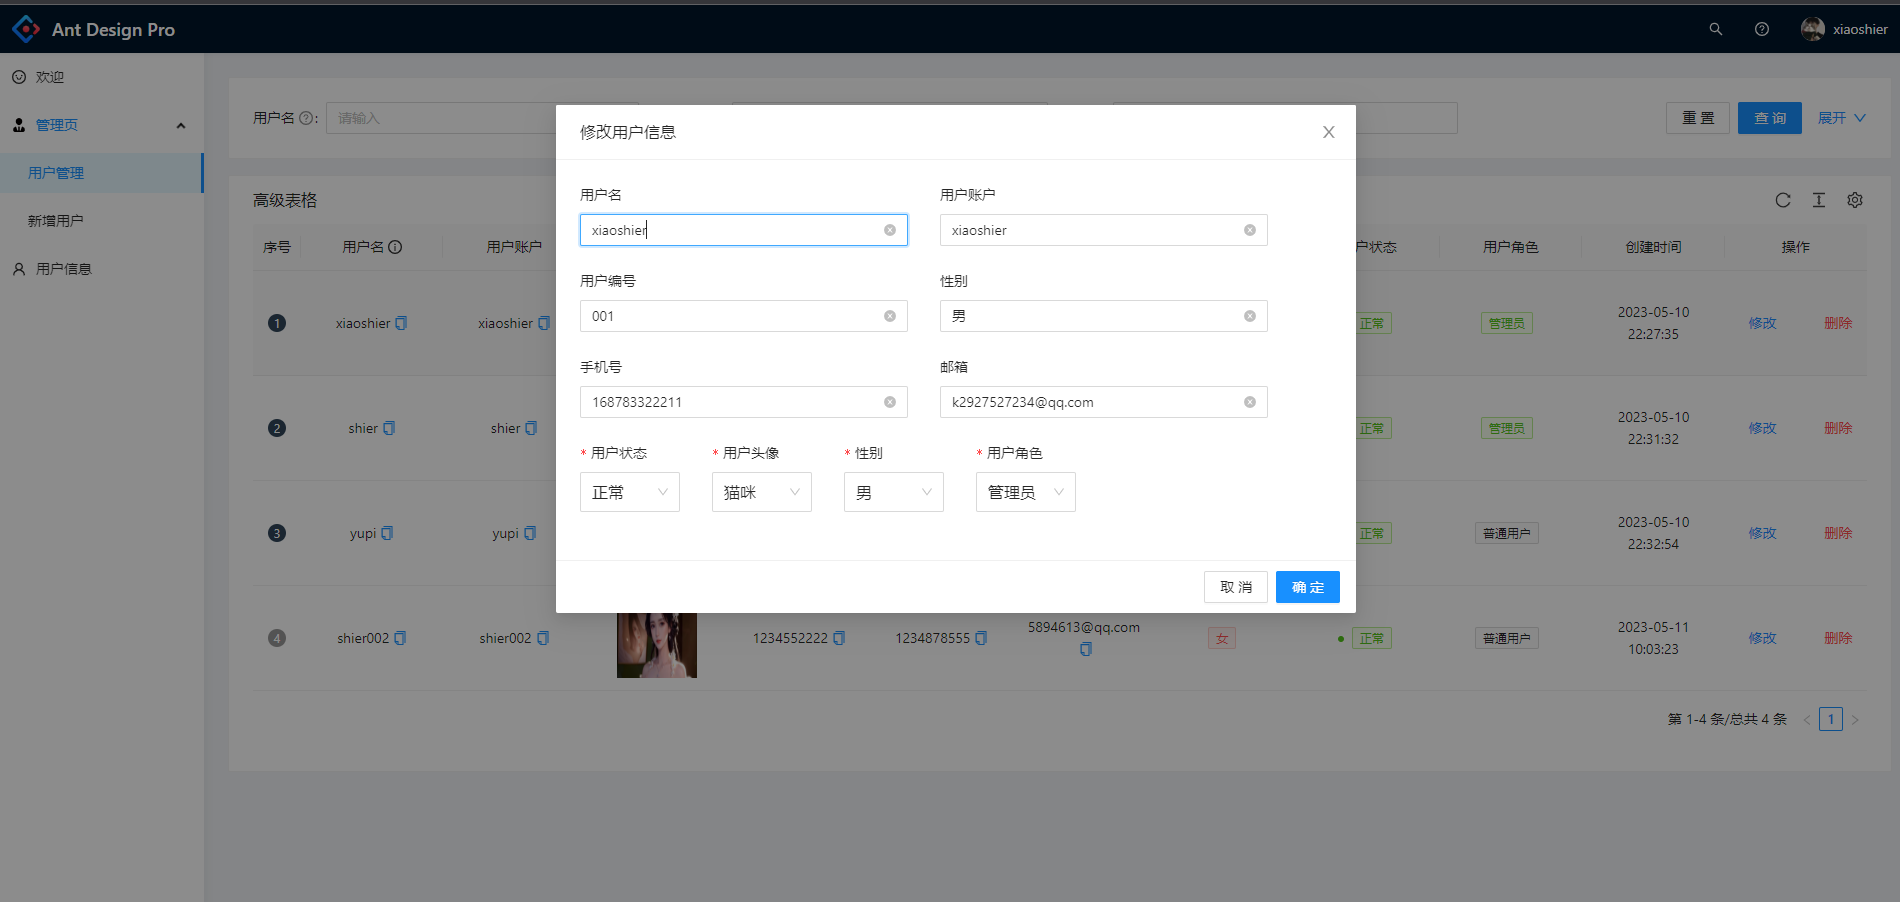 Ant Design Pro
xiaoshier
欢迎
管理页
用户管理
新增用户
用户信息
用户名 :
请输入
重 置
查 询
展开
高级表格
序号 用户名 用户账户 户状态 用户角色 创建时间 操作
1 xiaoshier xiaoshier 正常 管理员 2023-05-10 22:27:35 修改 删除
2 shier shier 正常 管理员 2023-05-10 22:31:32 修改 删除
3 yupi yupi 正常 普通用户 2023-05-10 22:32:54 修改 删除
4 shier002 shier002 1234552222 1234878555 5894613@qq.com 女 正常 普通用户 2023-05-11 10:03:23 修改 删除
第 1-4 条/总共 4 条
1
修改用户信息
用户名 用户账户
xiaoshier xiaoshier
用户编号 性别
001 男
手机号 邮箱
168783322211 k2927527234@qq.com
* 用户状态 * 用户头像 * 性别 * 用户角色
正常 猫咪 男 管理员
取 消 确 定